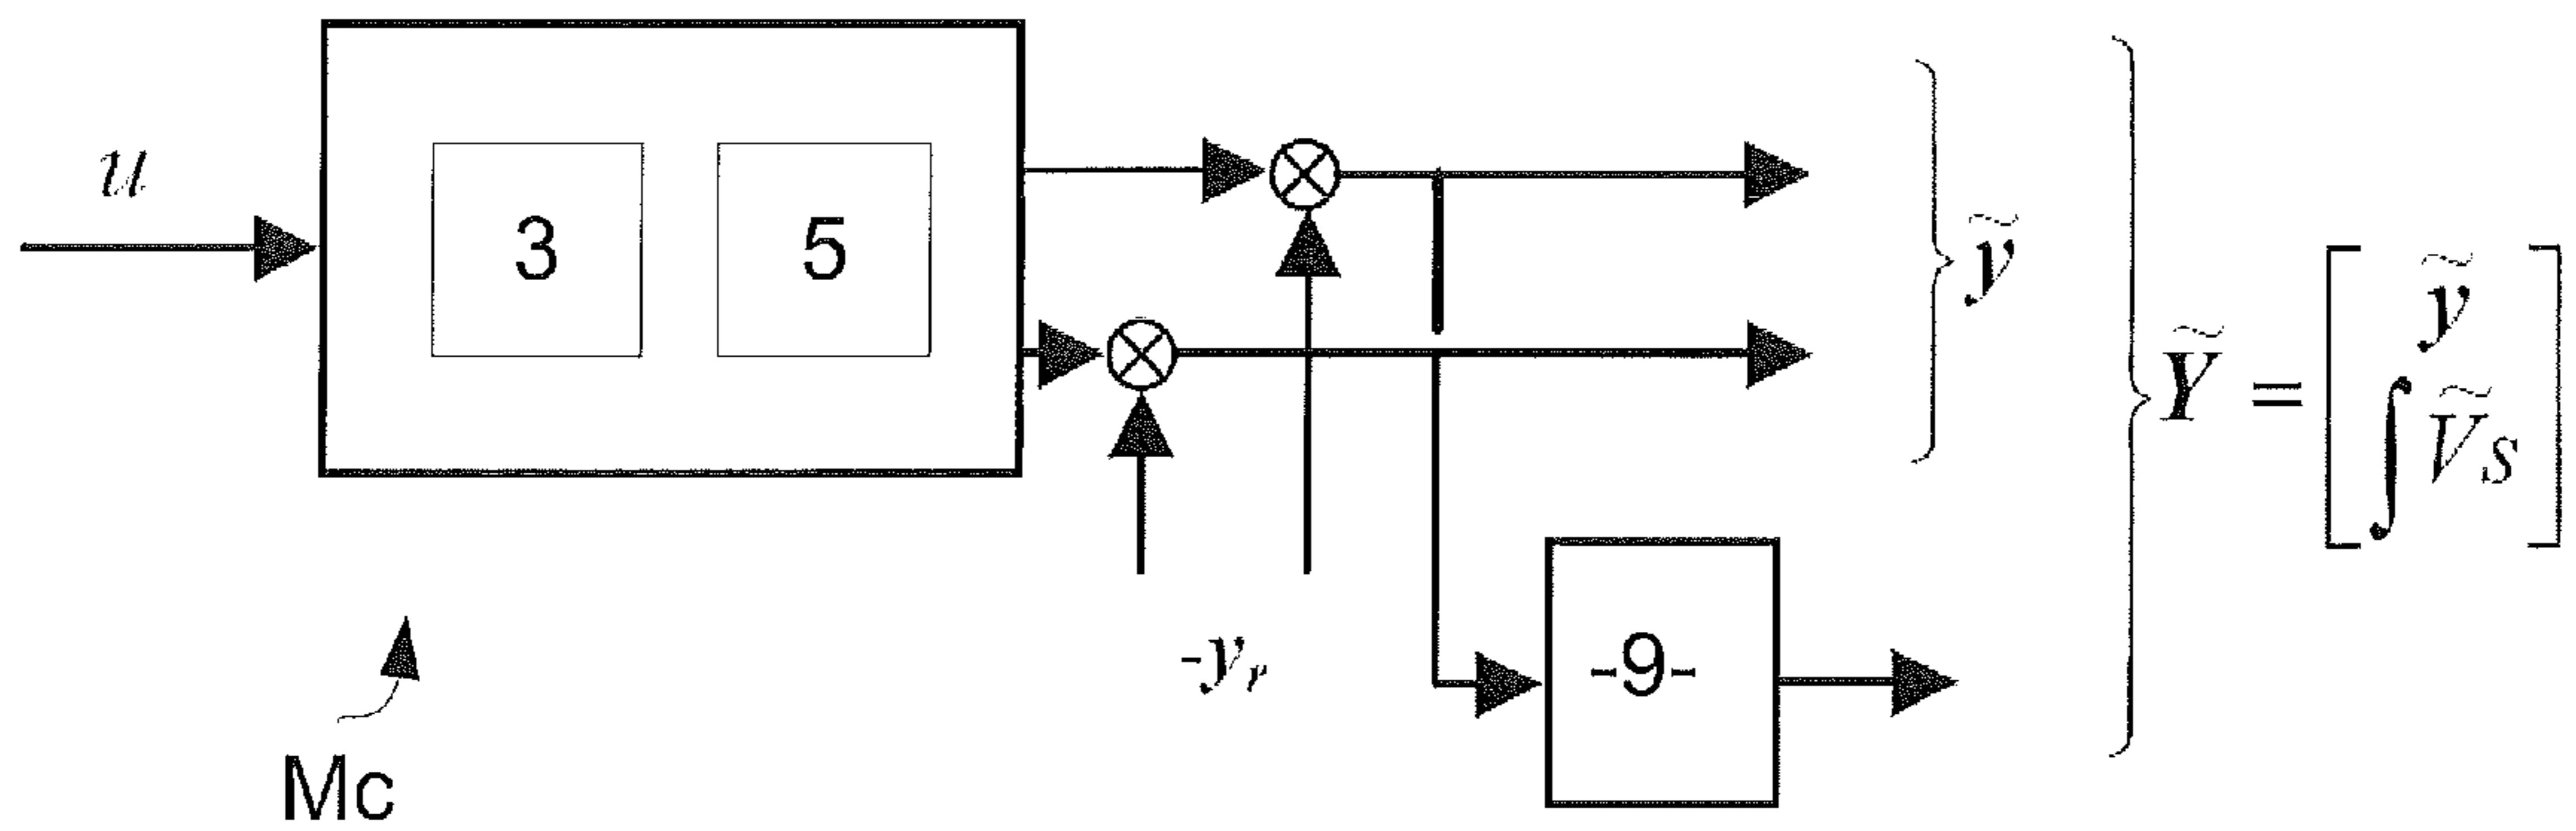 u
3 5
ỹ
Ỹ = [ ỹ ∫ Ṽs ]
-yr
-9-
Mc